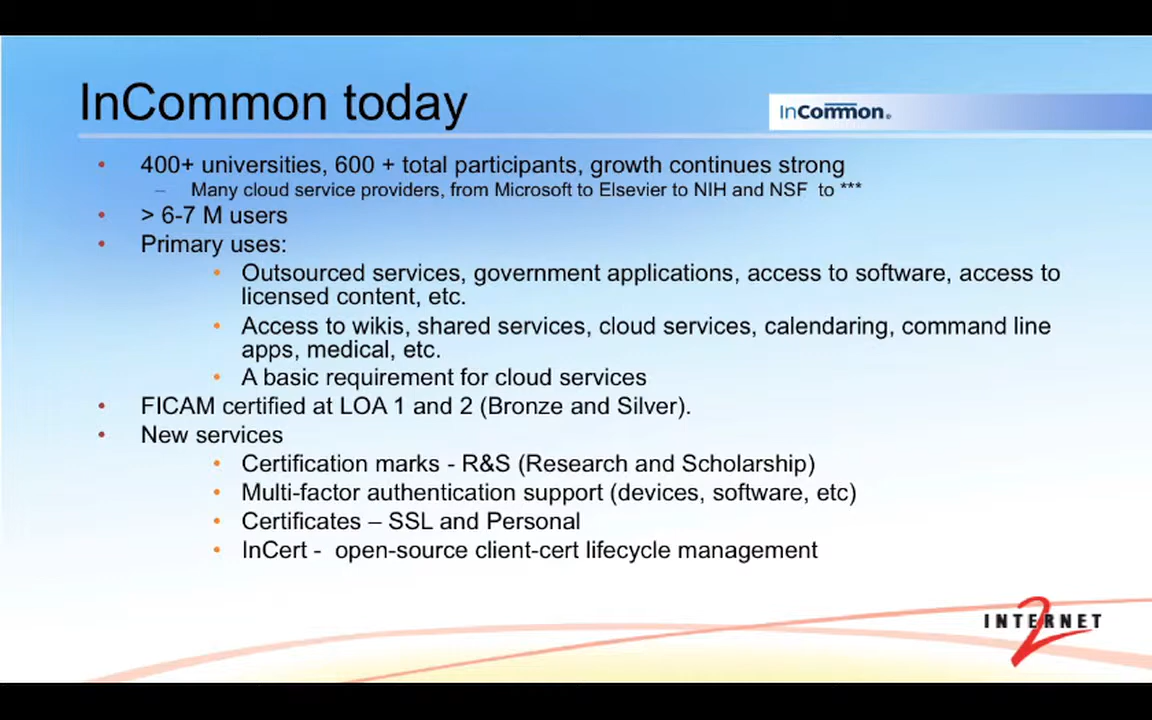 InCommon today
InCommon®
• 400+ universities, 600 + total participants, growth continues strong
– Many cloud service providers, from Microsoft to Elsevier to NIH and NSF to ***
• > 6-7 M users
• Primary uses:
• Outsourced services, government applications, access to software, access to
licensed content, etc.
• Access to wikis, shared services, cloud services, calendaring, command line
apps, medical, etc.
• A basic requirement for cloud services
• FICAM certified at LOA 1 and 2 (Bronze and Silver).
• New services
• Certification marks - R&S (Research and Scholarship)
• Multi-factor authentication support (devices, software, etc)
• Certificates – SSL and Personal
• InCert - open-source client-cert lifecycle management
INTERNET
2